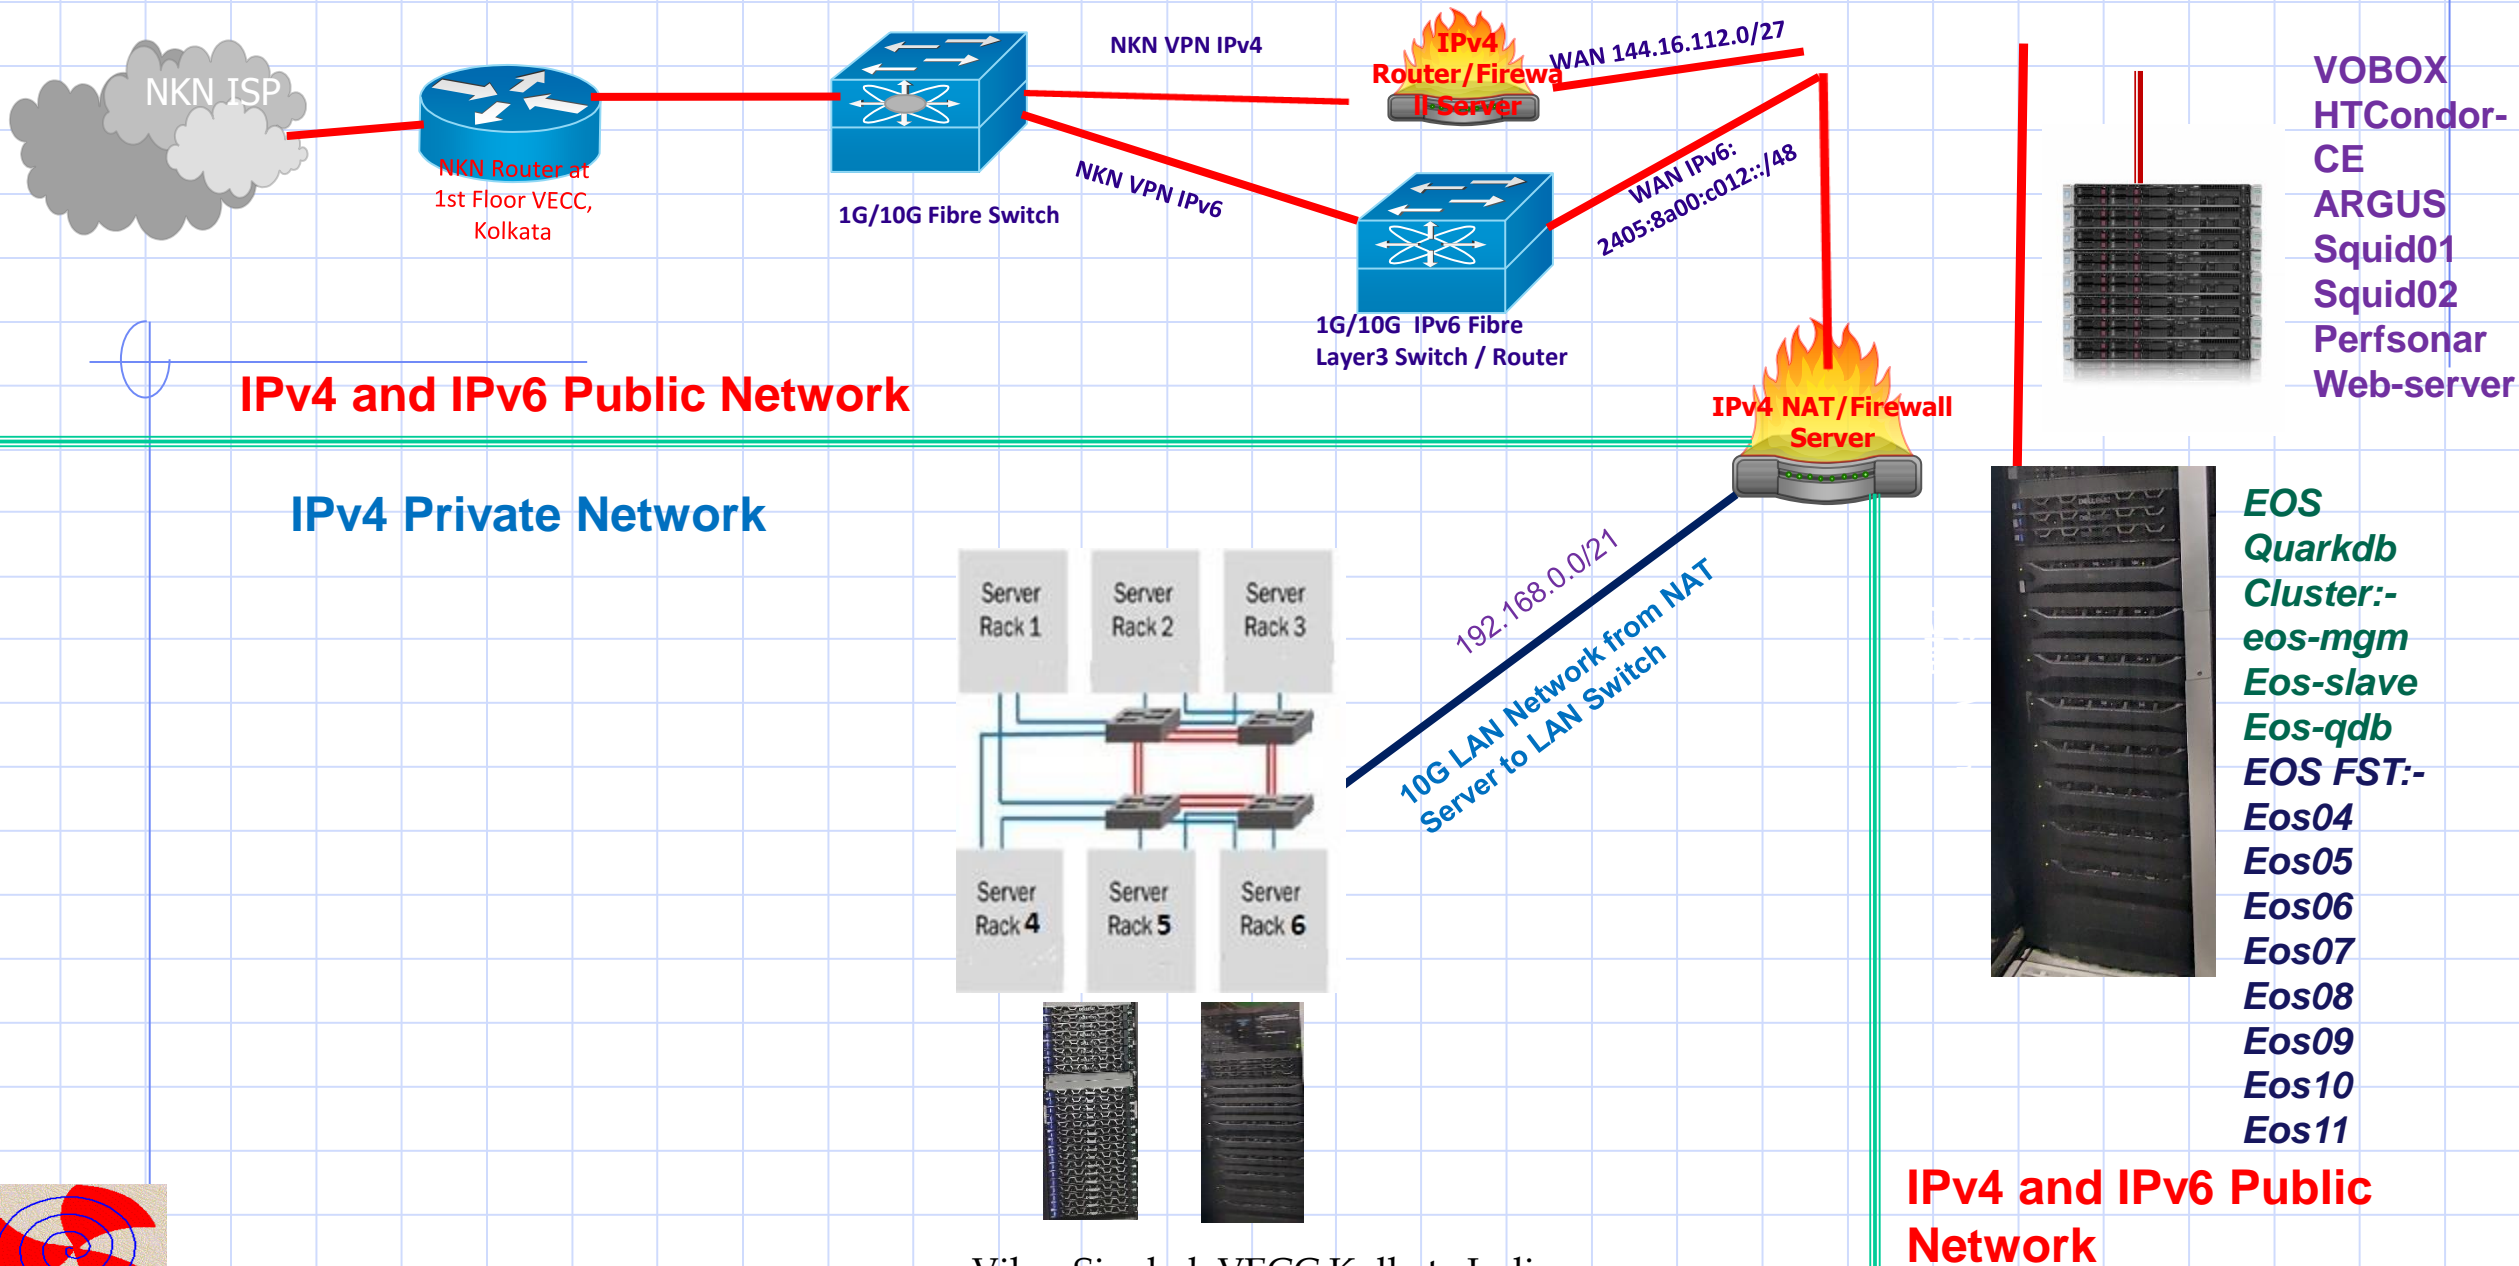 NKN ISP
NKN Router at
1st Floor VECC,
Kolkata
1G/10G Fibre Switch
NKN VPN IPv4
NKN VPN IPv6
IPv4
Router/Firewa
ll Server
WAN 144.16.112.0/27
WAN IPv6:
2405:8a00:c012::/48
1G/10G  IPv6 Fibre
Layer3 Switch / Router
VOBOX
HTCondor-
CE
ARGUS
Squid01
Squid02
Perfsonar
Web-server
IPv4 and IPv6 Public Network
IPv4 NAT/Firewall
Server
IPv4 Private Network
192.168.0.0/21
10G LAN Network from NAT
Server to LAN Switch
Server
Rack 1
Server
Rack 2
Server
Rack 3
Server
Rack 4
Server
Rack 5
Server
Rack 6
EOS
Quarkdb
Cluster:-
eos-mgm
Eos-slave
Eos-qdb
EOS FST:-
Eos04
Eos05
Eos06
Eos07
Eos08
Eos09
Eos10
Eos11
IPv4 and IPv6 Public
Network
VECC Kolkata